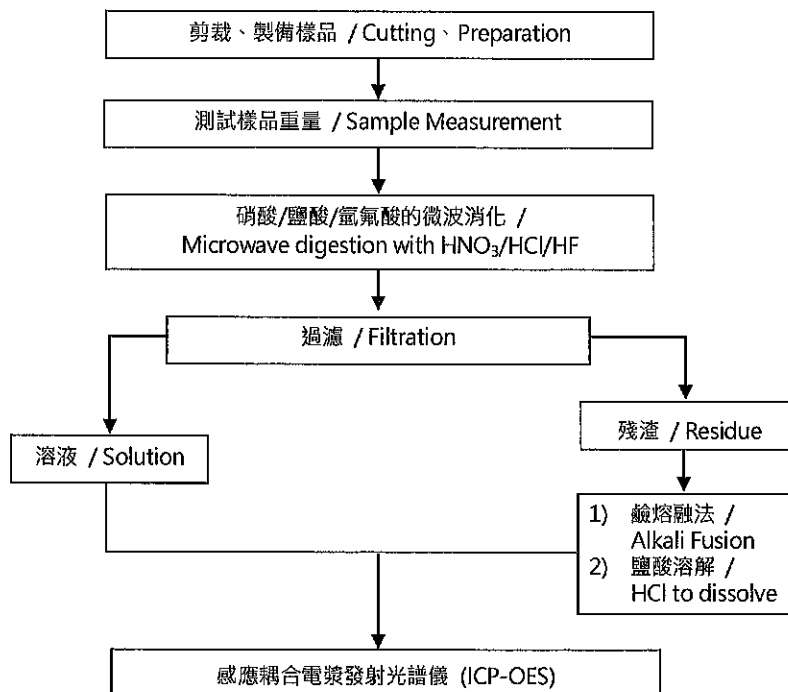 剪裁、製備樣品 / Cutting、Preparation
測試樣品重量 / Sample Measurement
硝酸/鹽酸/氫氟酸的微波消化 /
Microwave digestion with HNO₃/HCl/HF
過濾 / Filtration
溶液 / Solution
殘渣 / Residue
1) 鹼熔融法 /
Alkali Fusion
2) 鹽酸溶解 /
HCl to dissolve
感應耦合電漿發射光譜儀 (ICP-OES)